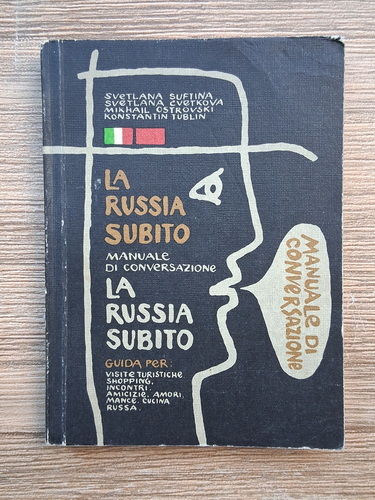 SVETLANA SUFTINA
SVETLANA CVETKOVA
MIKHAIL OSTROVSKI
KONSTANTIN TUBLIN
LA
RUSSIA
SUBITO
MANUALE
DI CONVERSAZIONE
LA
RUSSIA
SUBITO
GUIDA PER:
VISITE TURISTICHE
SHOPPING,
INCONTRI,
AMICIZIE, AMORI,
MANCE, CUCINA
RUSSA.
MANUALE DI
CONVERSAZIONE